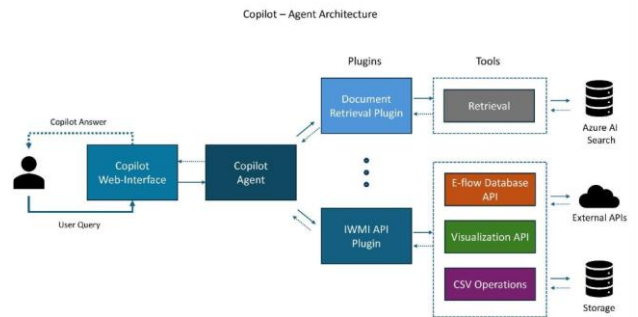 Copilot – Agent Architecture
Plugins
Tools
Copilot Answer
Document
Retrieval Plugin
Retrieval
Azure AI
Search
Copilot
Web-Interface
Copilot
Agent
E-flow Database
API
External APIs
User Query
IWMI API
Plugin
Visualization API
CSV Operations
Storage